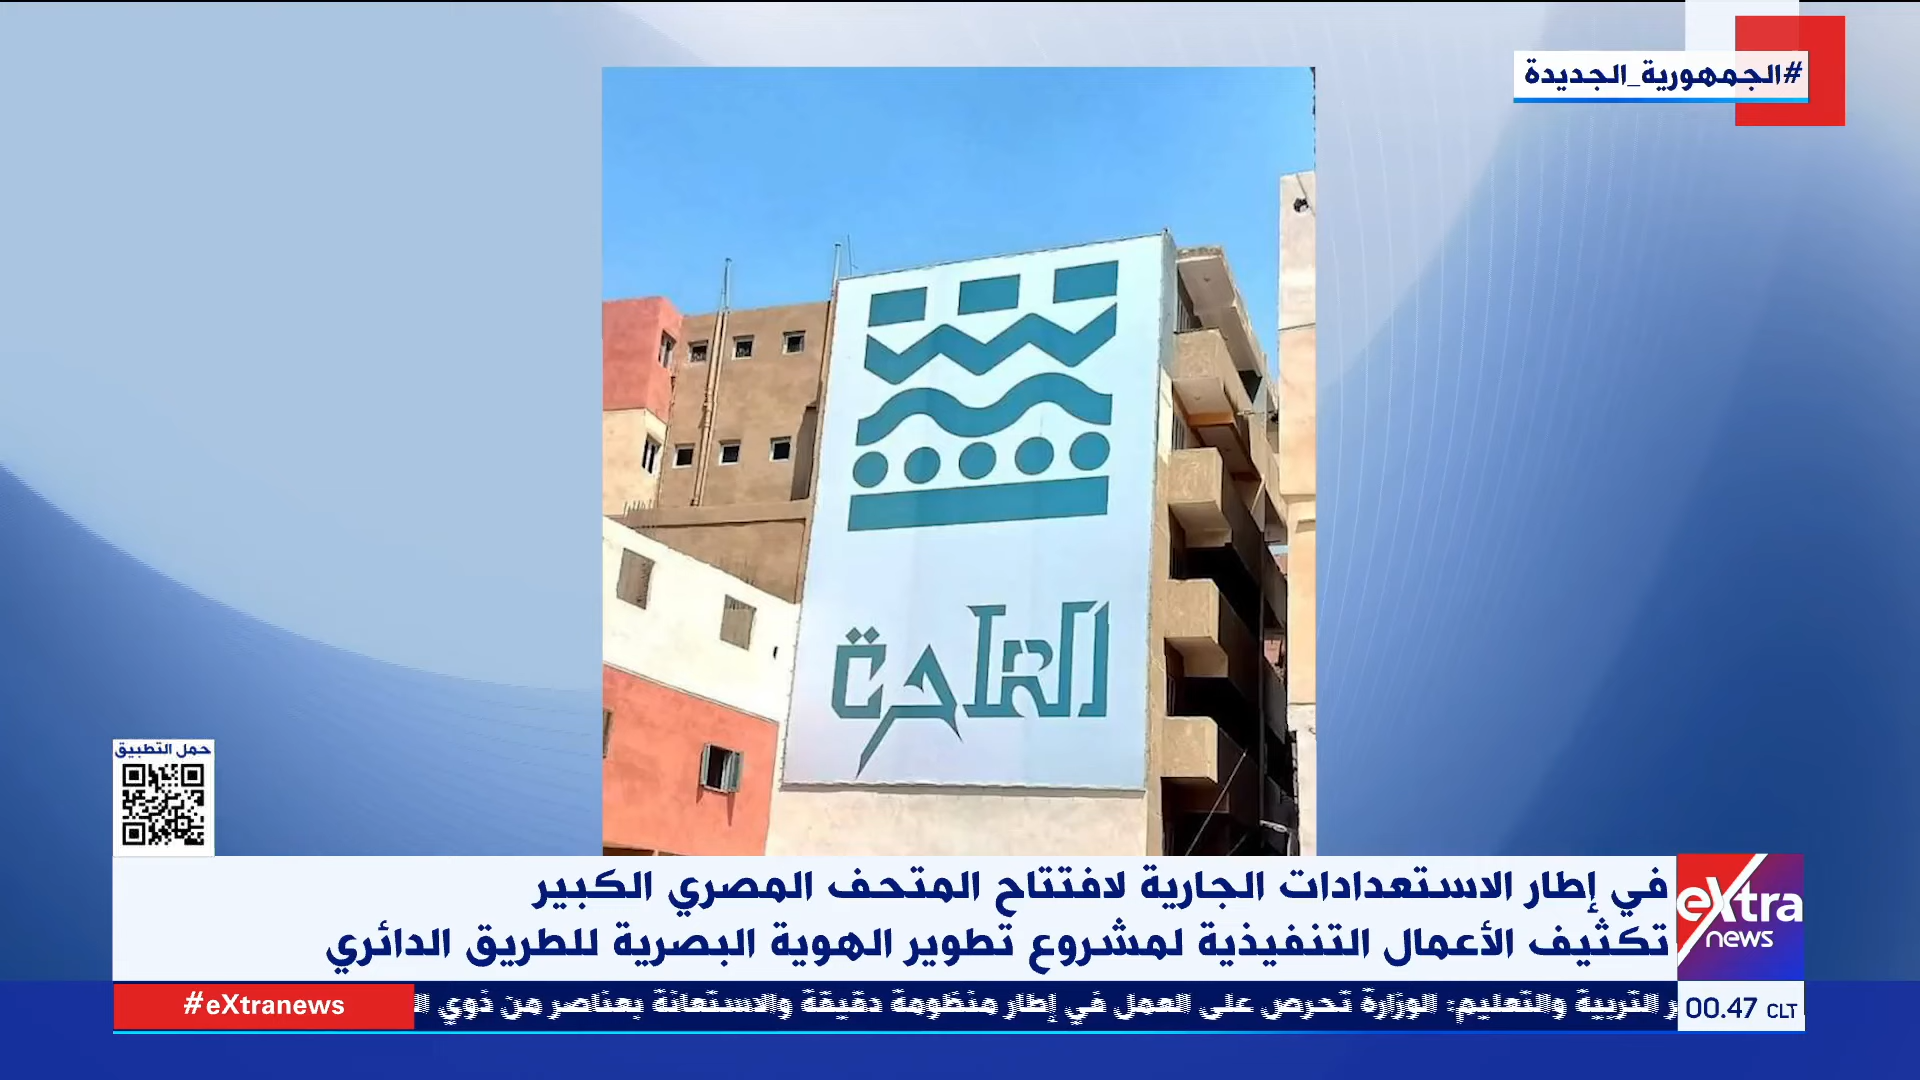 #الجمهورية_الجديدة
القاهرة
حمل التطبيق
في إطار الاستعدادات الجارية لافتتاح المتحف المصري الكبير
تكثيف الأعمال التنفيذية لمشروع تطوير الهوية البصرية للطريق الدائري
eXtra
news
#eXtranews
التربية والتعليم: الوزارة تحرص على العمل في إطار منظومة دقيقة والاستعانة بعناصر من ذوي
00.47 CLT